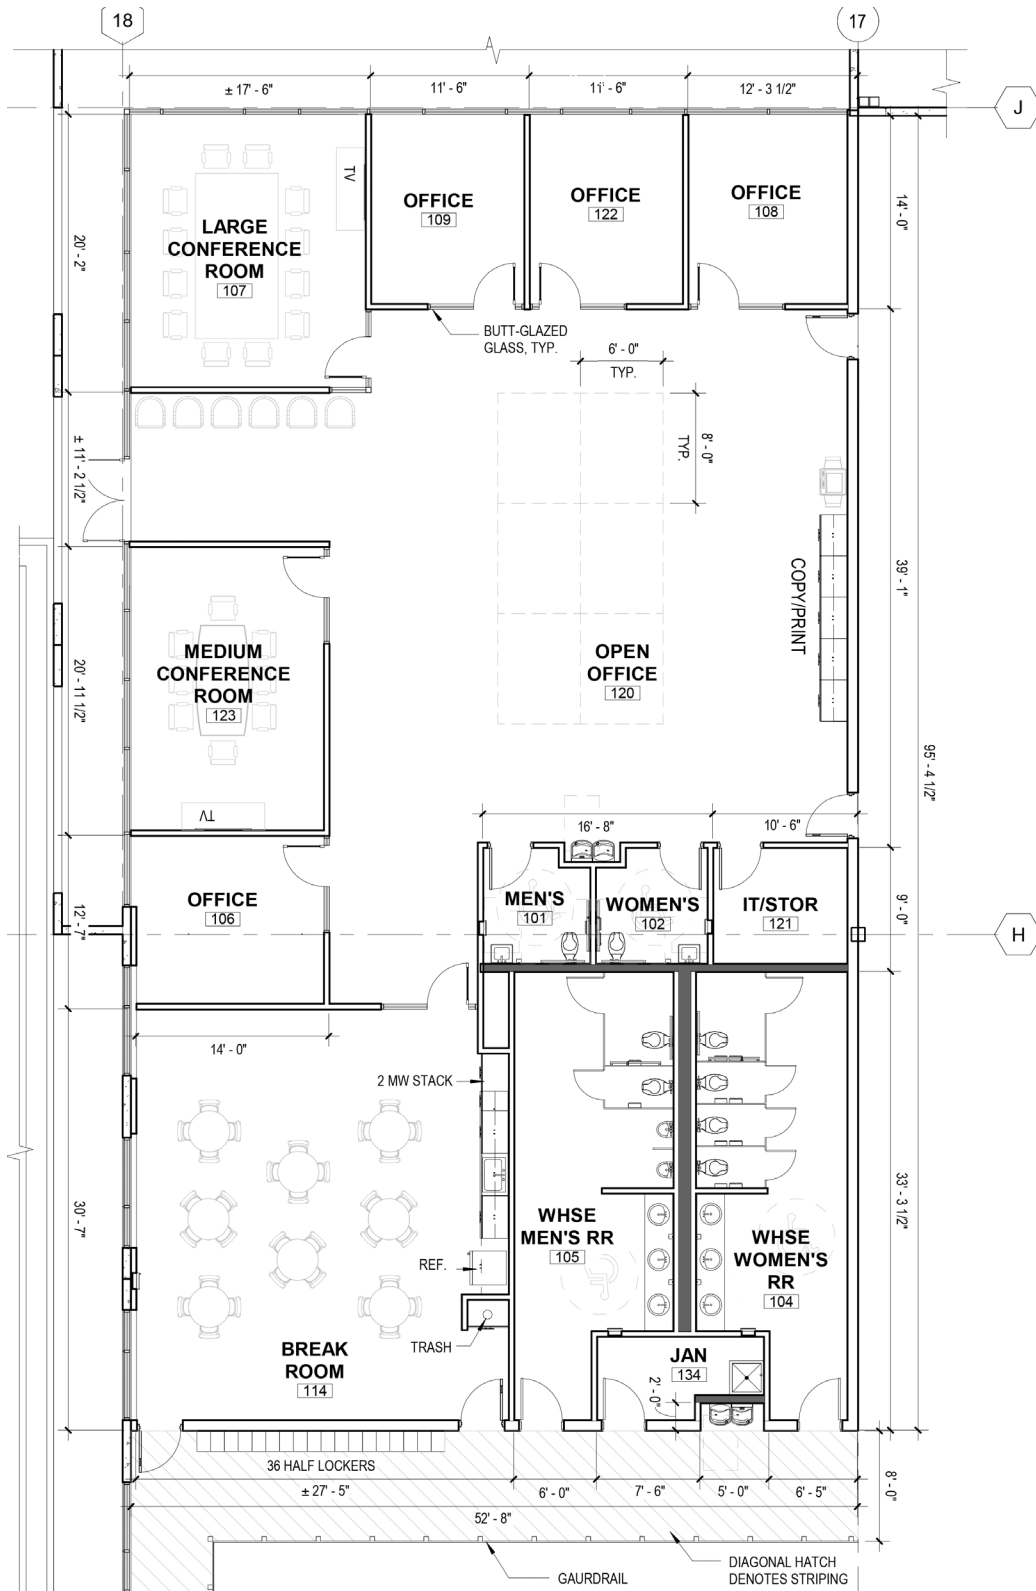 18
17
A
± 17' - 6"
11' - 6"
11' - 6"
12' - 3 1/2"
J
TV
OFFICE
109
OFFICE
122
OFFICE
108
14' - 0"
LARGE
CONFERENCE
ROOM
107
20' - 2"
BUTT-GLAZED
GLASS, TYP.
6' - 0"
TYP.
8' - 0"
TYP.
± 11' - 2 1/2"
COPY/PRINT
39' - 1"
MEDIUM
CONFERENCE
ROOM
123
OPEN
OFFICE
120
20' - 11 1/2"
95' - 4 1/2"
TV
16' - 8"
10' - 6"
OFFICE
106
MEN'S
101
WOMEN'S
102
IT/STOR
121
12' - 7"
9' - 0"
H
14' - 0"
2 MW STACK
30' - 7"
33' - 3 1/2"
WHSE
MEN'S RR
105
WHSE
WOMEN'S
RR
104
REF.
TRASH
BREAK
ROOM
114
JAN
134
2' - 0"
36 HALF LOCKERS
± 27' - 5"
6' - 0"
7' - 6"
5' - 0"
6' - 5"
8' - 0"
52' - 8"
GAURDRAIL
DIAGONAL HATCH
DENOTES STRIPING